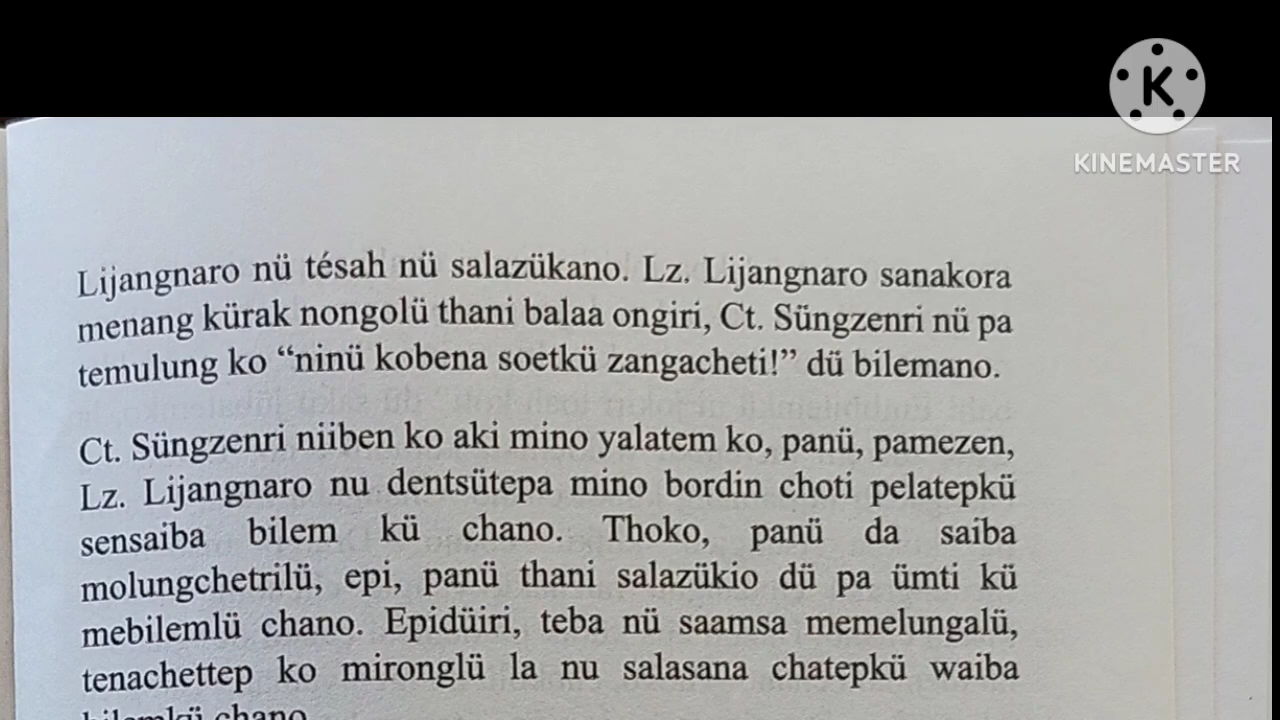 KINEMASTER
Lijangnaro nü tésah nü salazükano. Lz. Lijangnaro sanakora
menang kürak nongolü thani balaa ongiri, Ct. Süngzenri nü pa
temulung ko “ninü kobena soetkü zangacheti!” dü bilemano.
Ct. Süngzenri niiben ko aki mino yalatem ko, panü, pamezen,
Lz. Lijangnaro nu dentsütepa mino bordin choti pelatepkü
sensaiba bilem kü chano. Thoko, panü da saiba
molungchetrilü, epi, panü thani salazükio dü pa ümti kü
mebilemlü chano. Epidüiri, teba nü saamsa memelungalü,
tenachettep ko mironglü la nu salasana chatepkü waiba
bilemkü chano